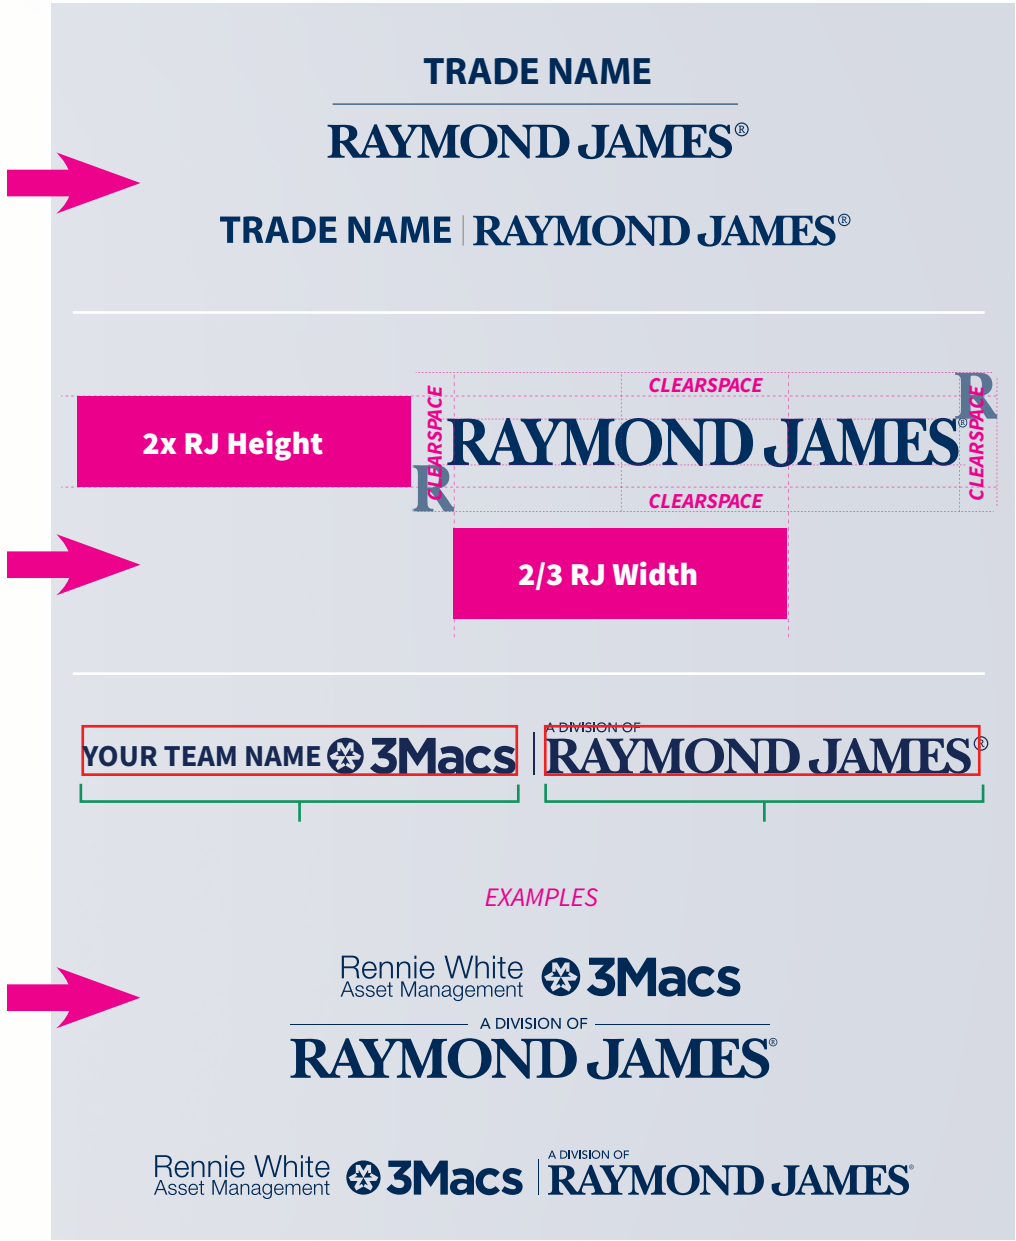 TRADE NAME
RAYMOND JAMES®
TRADE NAME | RAYMOND JAMES®
CLEARSPACE
CLEARSPACE
R
2x RJ Height
RAYMOND JAMES®
CLEARSPACE
R
CLEARSPACE
2/3 RJ Width
A DIVISION OF
YOUR TEAM NAME M 3Macs | RAYMOND JAMES®
EXAMPLES
Rennie White
Asset Management
M 3Macs
A DIVISION OF
RAYMOND JAMES®
Rennie White
Asset Management
M 3Macs
A DIVISION OF
RAYMOND JAMES®